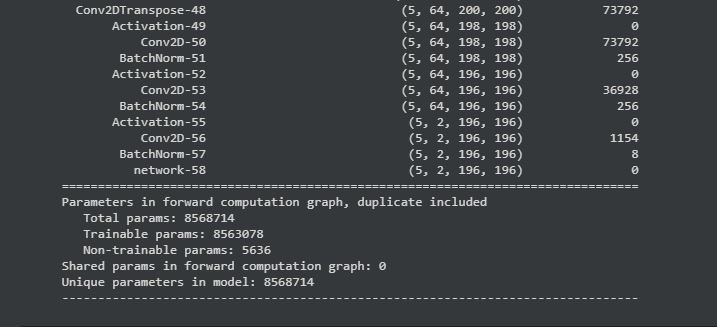 Conv2DTranspose-48 (5, 64, 200, 200) 73792
Activation-49 (5, 64, 198, 198) 0
Conv2D-50 (5, 64, 198, 198) 73792
BatchNorm-51 (5, 64, 198, 198) 256
Activation-52 (5, 64, 196, 196) 0
Conv2D-53 (5, 64, 196, 196) 36928
BatchNorm-54 (5, 64, 196, 196) 256
Activation-55 (5, 2, 196, 196) 0
Conv2D-56 (5, 2, 196, 196) 1154
BatchNorm-57 (5, 2, 196, 196) 8
network-58 (5, 2, 196, 196) 0
================================================================================
Parameters in forward computation graph, duplicate included
Total params: 8568714
Trainable params: 8563078
Non-trainable params: 5636
Shared params in forward computation graph: 0
Unique parameters in model: 8568714
--------------------------------------------------------------------------------